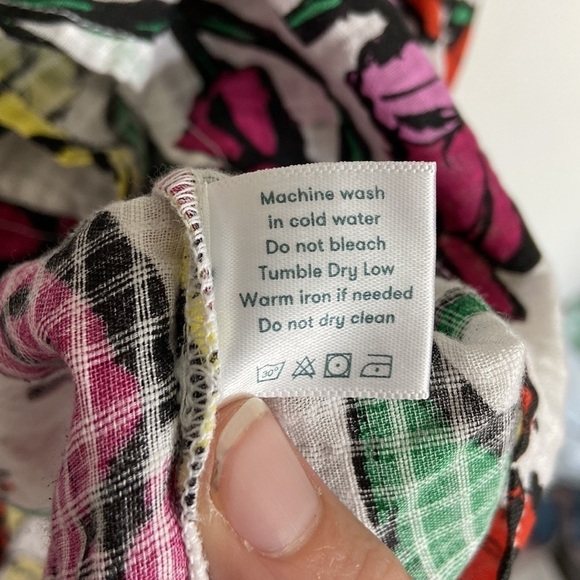 Machine wash
in cold water
Do not bleach
Tumble Dry Low
Warm iron if needed
Do not dry clean
30°